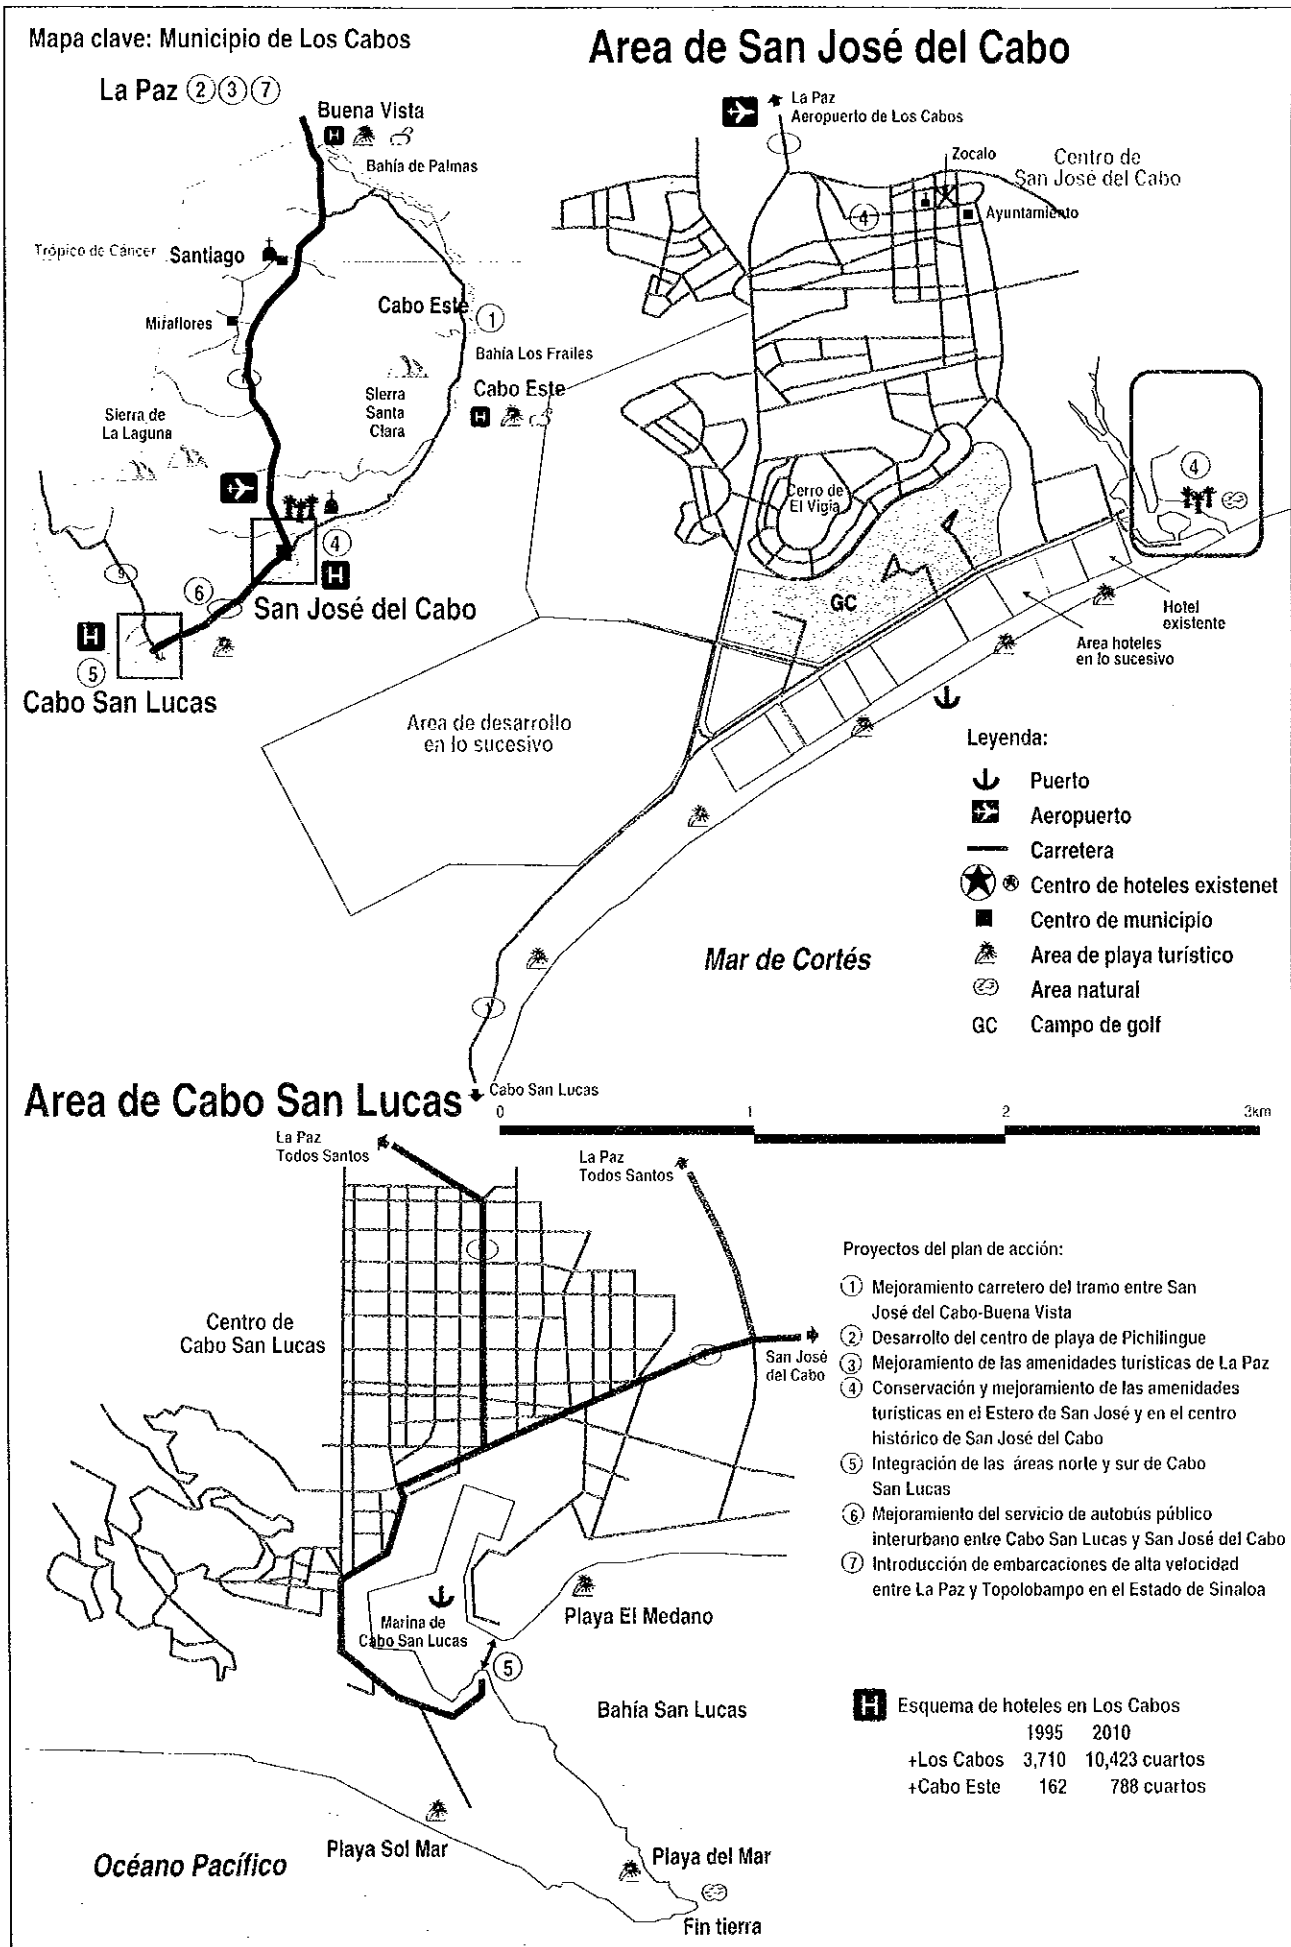 Mapa clave: Municipio de Los Cabos
La Paz 2 3 7
Buena Vista
H
Bahía de Palmas
Trópico de Cáncer
Santiago
Cabo Este
1
Miraflores
Bahía Los Frailes
Cabo Este
H
Sierra
Santa
Clara
Sierra de
La Laguna
1
9
4
H
6
San José del Cabo
H
5
Cabo San Lucas
Area de San José del Cabo
La Paz
Aeropuerto de Los Cabos
Zocalo
Centro de
San José del Cabo
4
Ayuntamiento
4
Cerro de
El Vigia
GC
Hotel
existente
Area hoteles
en lo sucesivo
Area de desarrollo
en lo sucesivo
Mar de Cortés
1
Cabo San Lucas
Leyenda:
Puerto
Aeropuerto
Carretera
Centro de hoteles existenet
Centro de municipio
Area de playa turístico
Area natural
GC Campo de golf
0 1 2 3km
Area de Cabo San Lucas
La Paz
Todos Santos
La Paz
Todos Santos
Centro de
Cabo San Lucas
San José
del Cabo
Marina de
Cabo San Lucas
Playa El Medano
5
Bahía San Lucas
Playa Sol Mar
Playa del Mar
Océano Pacífico
Fin tierra
Proyectos del plan de acción:
1 Mejoramiento carretero del tramo entre San
José del Cabo-Buena Vista
2 Desarrollo del centro de playa de Pichilingue
3 Mejoramiento de las amenidades turísticas de La Paz
4 Conservación y mejoramiento de las amenidades
turísticas en el Estero de San José y en el centro
histórico de San José del Cabo
5 Integración de las áreas norte y sur de Cabo
San Lucas
6 Mejoramiento del servicio de autobús público
interurbano entre Cabo San Lucas y San José del Cabo
7 Introducción de embarcaciones de alta velocidad
entre La Paz y Topolobampo en el Estado de Sinaloa
H Esquema de hoteles en Los Cabos
1995 2010
+Los Cabos 3,710 10,423 cuartos
+Cabo Este 162 788 cuartos